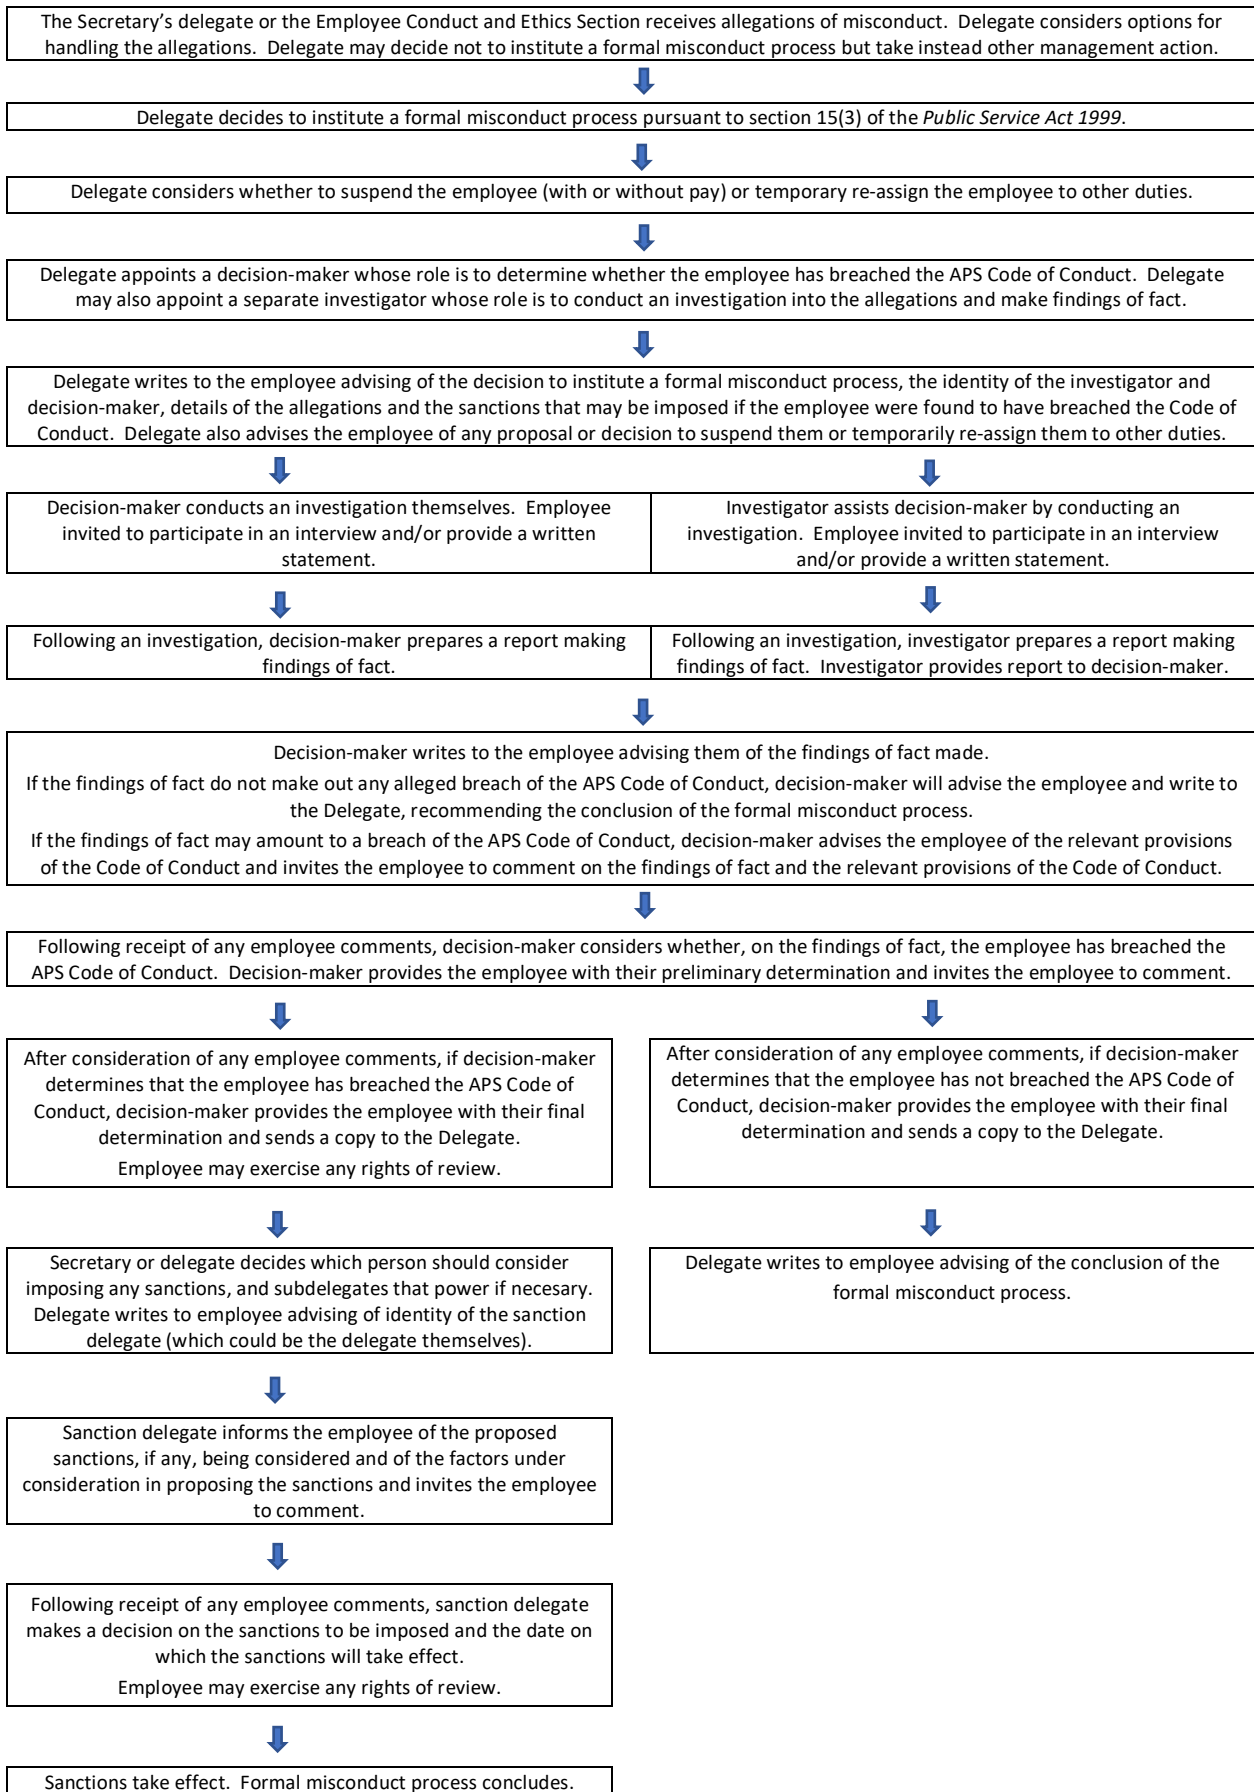 The Secretary's delegate or the Employee Conduct and Ethics Section receives allegations of misconduct.  Delegate considers options for
handling the allegations.  Delegate may decide not to institute a formal misconduct process but take instead other management action.
Delegate decides to institute a formal misconduct process pursuant to section 15(3) of the Public Service Act 1999.
Delegate considers whether to suspend the employee (with or without pay) or temporary re-assign the employee to other duties.
Delegate appoints a decision-maker whose role is to determine whether the employee has breached the APS Code of Conduct.  Delegate
may also appoint a separate investigator whose role is to conduct an investigation into the allegations and make findings of fact.
Delegate writes to the employee advising of the decision to institute a formal misconduct process, the identity of the investigator and
decision-maker, details of the allegations and the sanctions that may be imposed if the employee were found to have breached the Code of
Conduct.  Delegate also advises the employee of any proposal or decision to suspend them or temporarily re-assign them to other duties.
Decision-maker conducts an investigation themselves.  Employee
invited to participate in an interview and/or provide a written
statement.
Investigator assists decision-maker by conducting an
investigation.  Employee invited to participate in an interview
and/or provide a written statement.
Following an investigation, decision-maker prepares a report making
findings of fact.
Following an investigation, investigator prepares a report making
findings of fact.  Investigator provides report to decision-maker.
Decision-maker writes to the employee advising them of the findings of fact made.
If the findings of fact do not make out any alleged breach of the APS Code of Conduct, decision-maker will advise the employee and write to
the Delegate, recommending the conclusion of the formal misconduct process.
If the findings of fact may amount to a breach of the APS Code of Conduct, decision-maker advises the employee of the relevant provisions
of the Code of Conduct and invites the employee to comment on the findings of fact and the relevant provisions of the Code of Conduct.
Following receipt of any employee comments, decision-maker considers whether, on the findings of fact, the employee has breached the
APS Code of Conduct.  Decision-maker provides the employee with their preliminary determination and invites the employee to comment.
After consideration of any employee comments, if decision-maker
determines that the employee has breached the APS Code of
Conduct, decision-maker provides the employee with their final
determination and sends a copy to the Delegate.
Employee may exercise any rights of review.
After consideration of any employee comments, if decision-maker
determines that the employee has not breached the APS Code of
Conduct, decision-maker provides the employee with their final
determination and sends a copy to the Delegate.
Secretary or delegate decides which person should consider
imposing any sanctions, and subdelegates that power if necesary.
Delegate writes to employee advising of identity of the sanction
delegate (which could be the delegate themselves).
Delegate writes to employee advising of the conclusion of the
formal misconduct process.
Sanction delegate informs the employee of the proposed
sanctions, if any, being considered and of the factors under
consideration in proposing the sanctions and invites the employee
to comment.
Following receipt of any employee comments, sanction delegate
makes a decision on the sanctions to be imposed and the date on
which the sanctions will take effect.
Employee may exercise any rights of review.
Sanctions take effect.  Formal misconduct process concludes.